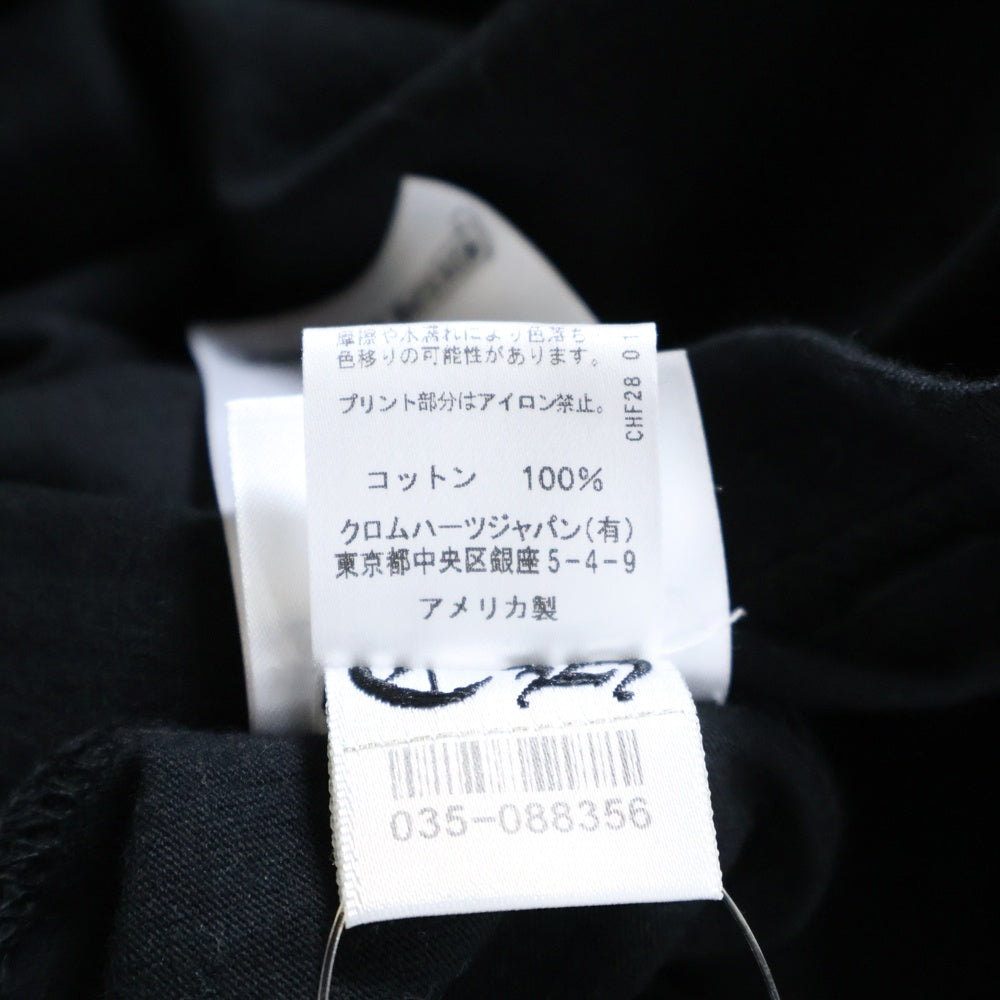 摩擦や水濡れにより色落ち
色移りの可能性があります。
プリント部分はアイロン禁止。
CHF28 01
コットン 100%
クロムハーツジャパン(有)
東京都中央区銀座5-4-9
アメリカ製
035-088356